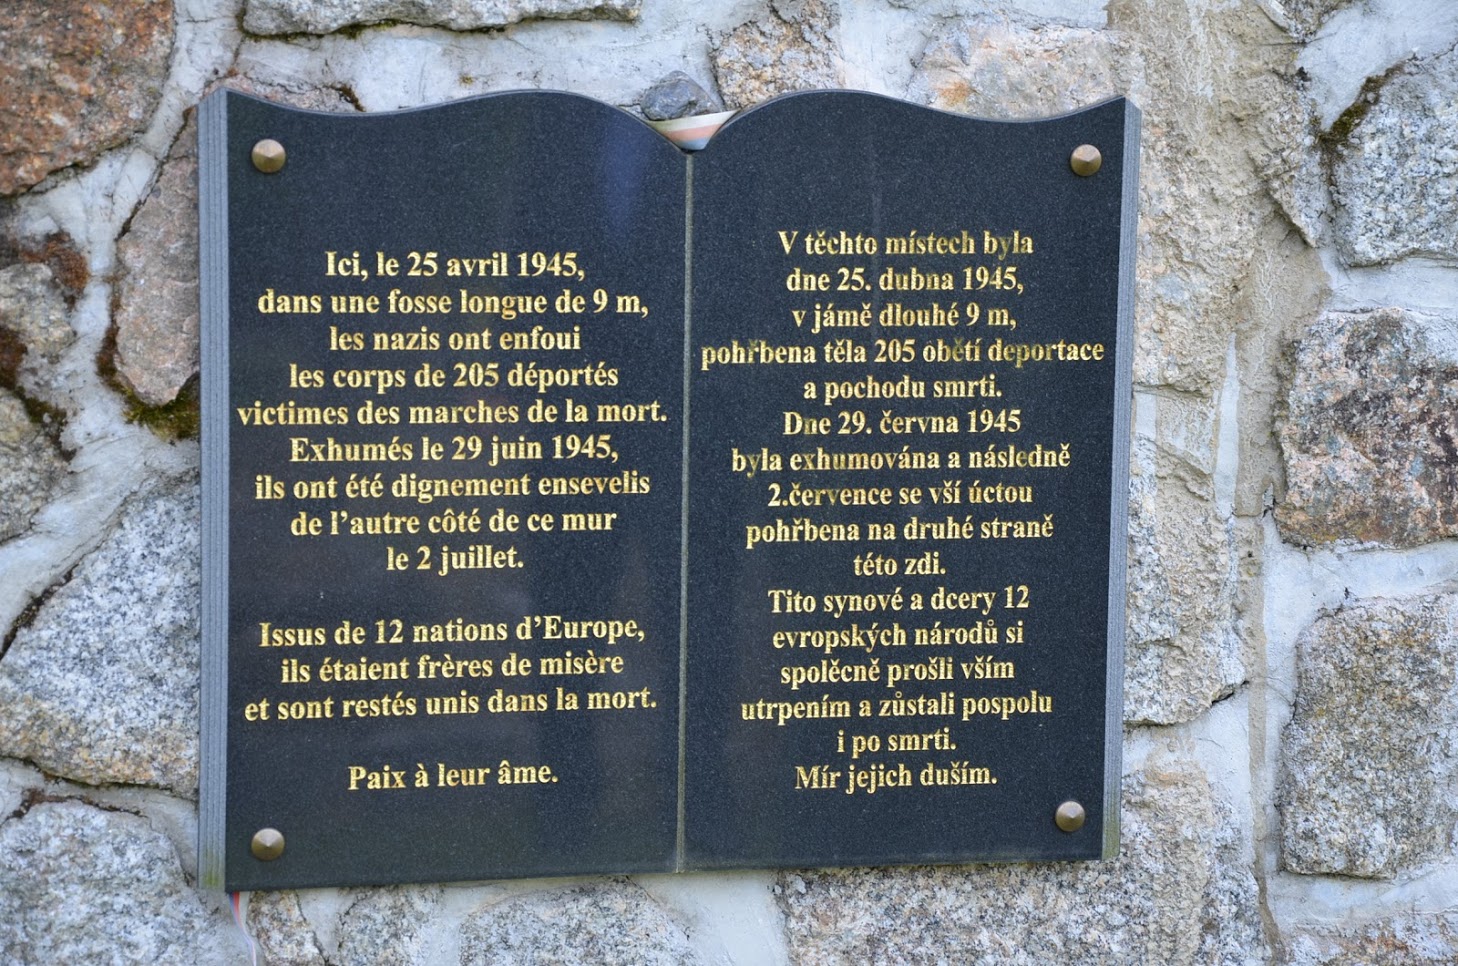 Ici, le 25 avril 1945,
dans une fosse longue de 9 m,
les nazis ont enfoui
les corps de 205 déportés
victimes des marches de la mort.
Exhumés le 29 juin 1945,
ils ont été dignement ensevelis
de l'autre côté de ce mur
le 2 juillet.
Issus de 12 nations d'Europe,
ils étaient frères de misère
et sont restés unis dans la mort.
Paix à leur âme.
V těchto místech byla
dne 25. dubna 1945,
v jámě dlouhé 9 m,
pohřbena těla 205 obětí deportace
a pochodu smrti.
Dne 29. června 1945
byla exhumována a následně
2.července se vší úctou
pohřbena na druhé straně
této zdi.
Tito synové a dcery 12
evropských národů si
spolěcně prošli vším
utrpením a zůstali pospolu
i po smrti.
Mír jejich duším.